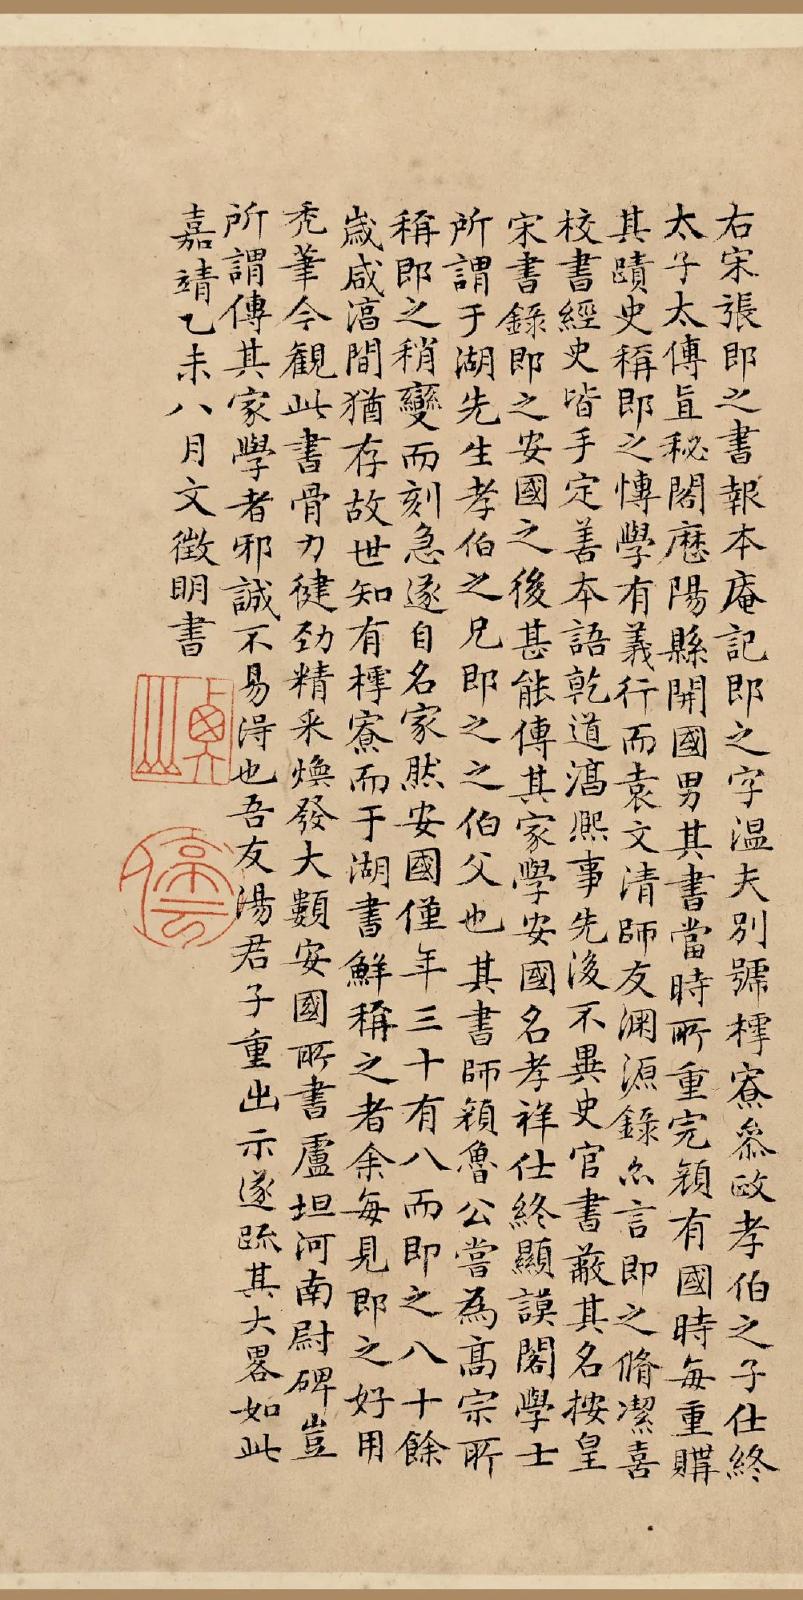 右宋張即之書報本庵記即之字温夫別號樗寮叅政孝伯之子仕終
太子太傅直秘閣歷陽縣開國男其書當時所重完顏有國時每重購
其蹟史稱即之博學有義行而袁文清師友淵源錄亦言即之脩潔喜
校書經史皆手定善本語乾道淳熙事先後不異史官書蔽其名按皇
宋書錄即之安國之後甚能傳其家學安國名孝祥仕終顯謨閣學士
所謂于湖先生孝伯之兄即之之伯父也其書師顏魯公嘗為高宗所
稱即之稍變而刻急遂自名家然安國僅年三十有八而即之八十餘
歲咸淳間猶存故世知有樗寮而于湖書鮮稱之者余每見即之好用
禿筆今觀此書骨力健勁精采煥發大類安國所書盧坦河南尉碑豈
所謂傳其家學者邪誠不易得也吾友湯君子重出示遂疏其大畧如此
嘉靖乙未八月文徵明書